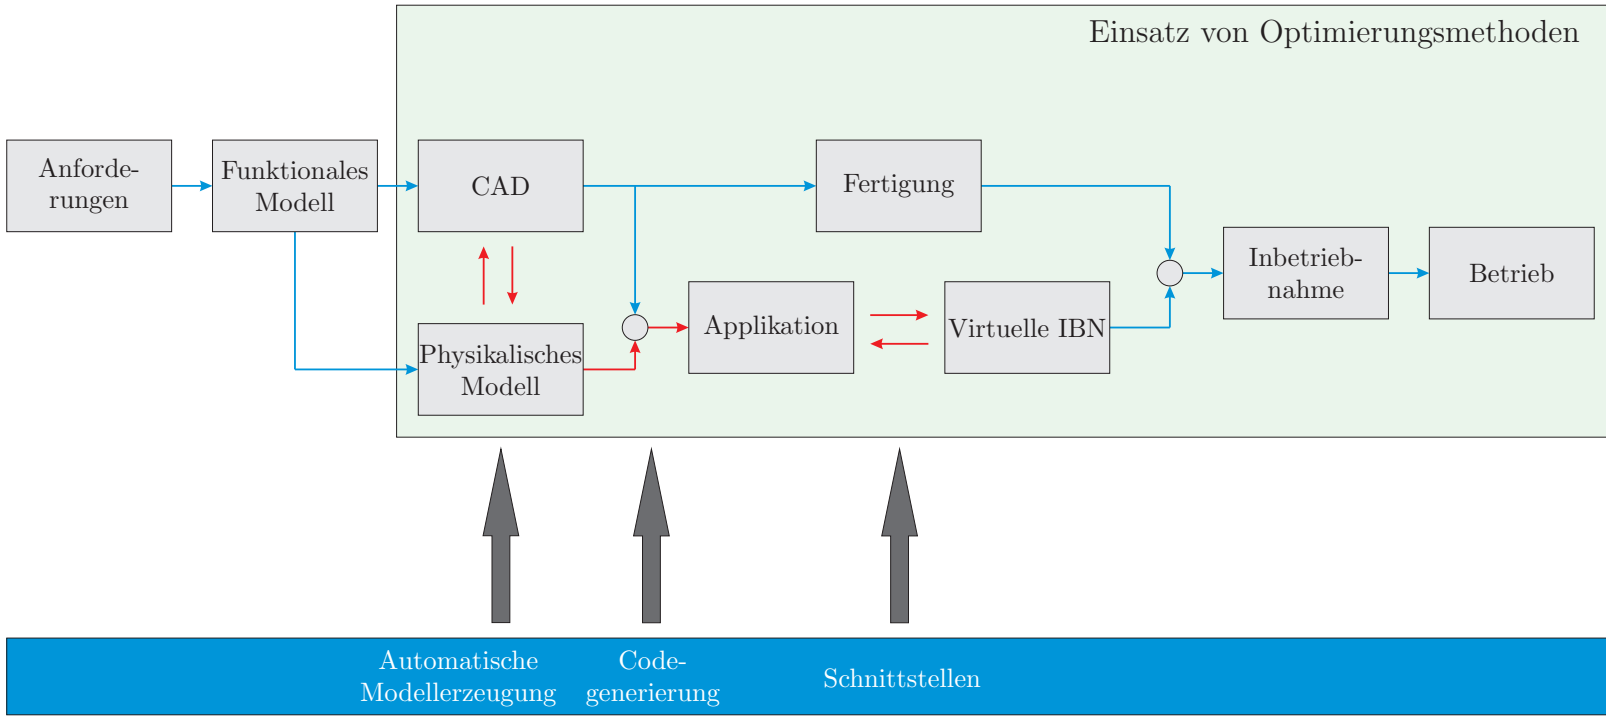 Einsatz von Optimierungsmethoden
Anforde-
rungen
Funktionales
Modell
CAD
Fertigung
Physikalisches
Modell
Applikation
Virtuelle IBN
Inbetrieb-
nahme
Betrieb
Automatische
Modellerzeugung
Code-
generierung
Schnittstellen